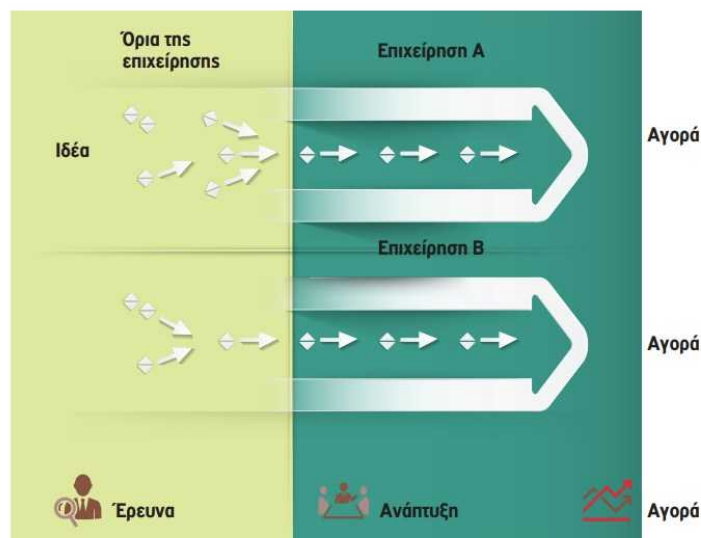 Όρια της
επιχείρησης
Επιχείρηση Α
Ιδέα
Αγορά
Επιχείρηση Β
Αγορά
Έρευνα
Ανάπτυξη
Αγορά